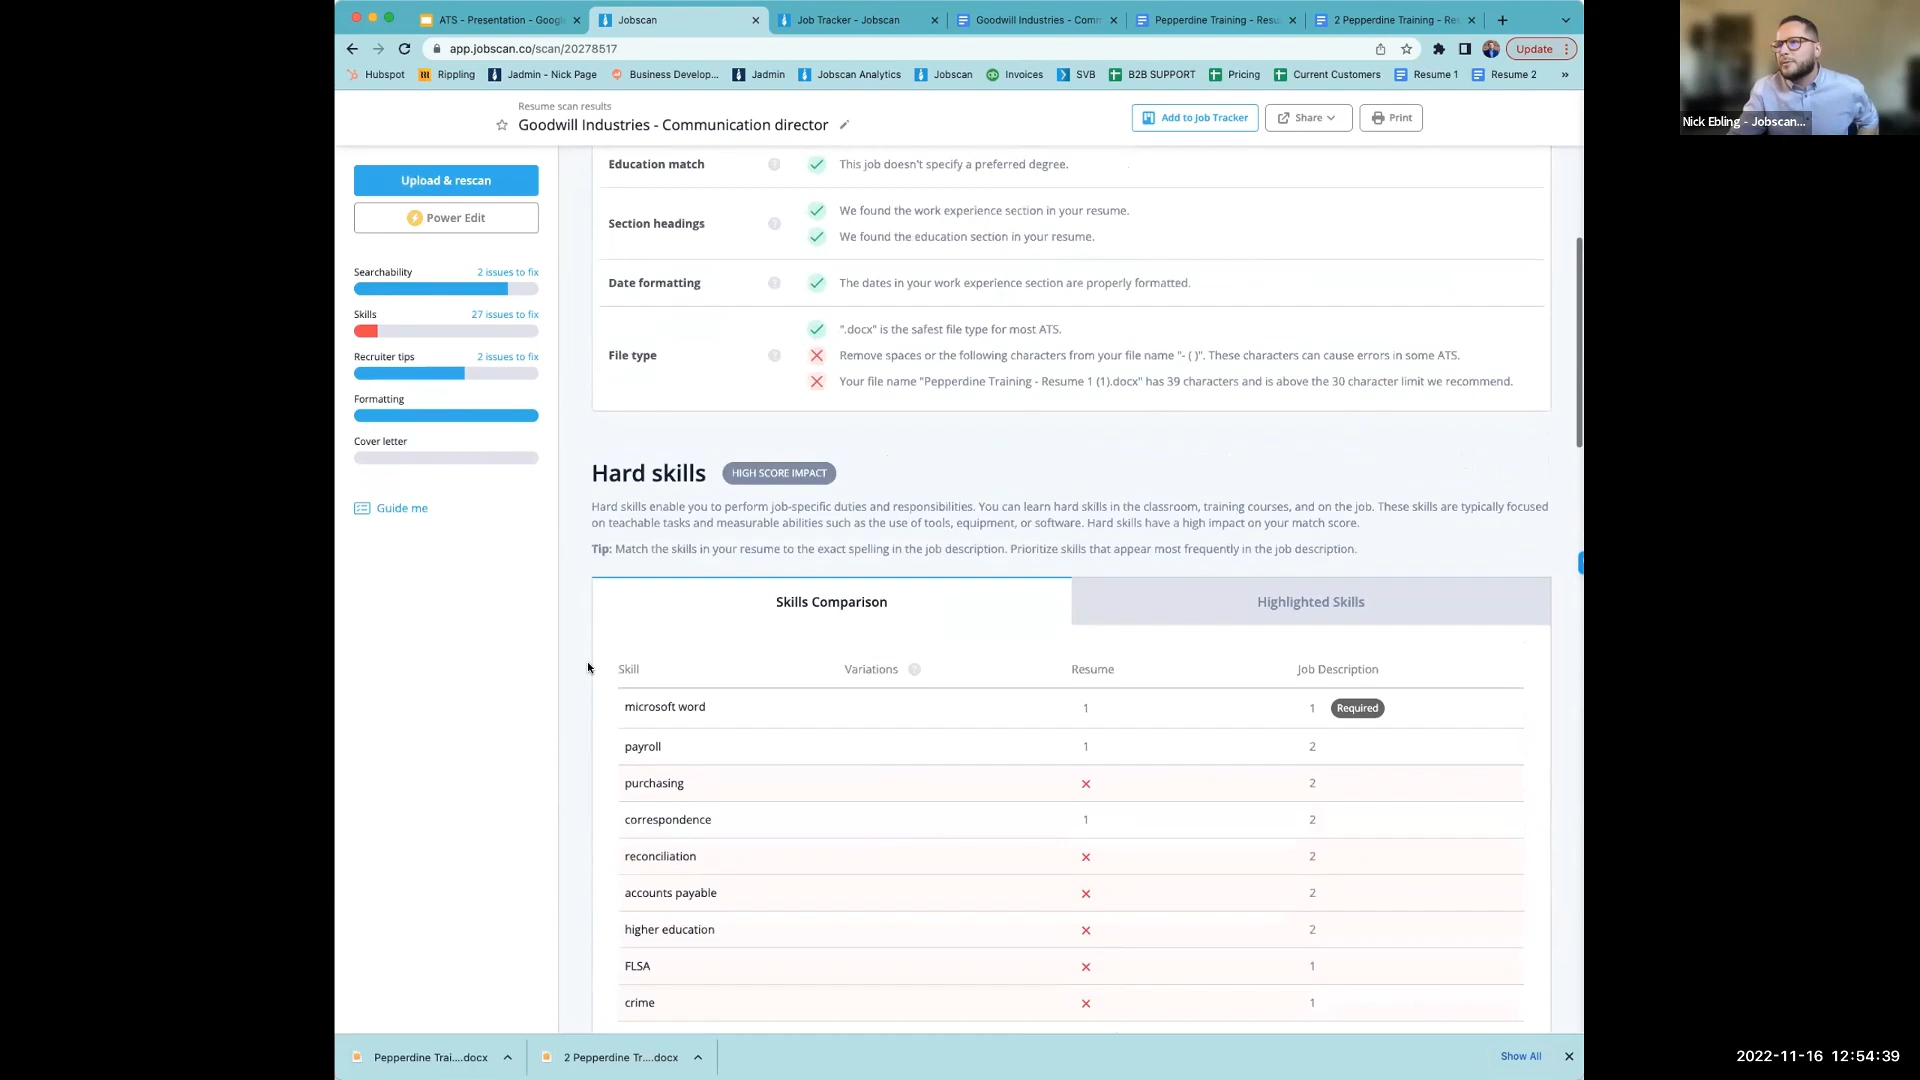 ATS - Presentation - Google
Jobscan
Job Tracker - Jobscan
Goodwill Industries - Comm
Pepperdine Training - Resu
2 Pepperdine Training - Re
app.jobscan.co/scan/20278517
Update
Hubspot
Rippling
Jadmin - Nick Page
Business Develop...
Jadmin
Jobscan Analytics
Jobscan
Invoices
SVB
B2B SUPPORT
Pricing
Current Customers
Resume 1
Resume 2
»
Resume scan results
Goodwill Industries - Communication director
Add to Job Tracker
Share
Print
Upload & rescan
Power Edit
Searchability 2 issues to fix
Skills 27 issues to fix
Recruiter tips 2 issues to fix
Formatting
Cover letter
Guide me
Education match
This job doesn't specify a preferred degree.
Section headings
We found the work experience section in your resume.
We found the education section in your resume.
Date formatting
The dates in your work experience section are properly formatted.
File type
".docx" is the safest file type for most ATS.
Remove spaces or the following characters from your file name "- ( )". These characters can cause errors in some ATS.
Your file name "Pepperdine Training - Resume 1 (1).docx" has 39 characters and is above the 30 character limit we recommend.
Hard skills HIGH SCORE IMPACT
Hard skills enable you to perform job-specific duties and responsibilities. You can learn hard skills in the classroom, training courses, and on the job. These skills are typically focused
on teachable tasks and measurable abilities such as the use of tools, equipment, or software. Hard skills have a high impact on your match score.
Tip: Match the skills in your resume to the exact spelling in the job description. Prioritize skills that appear most frequently in the job description.
Skills Comparison
Highlighted Skills
Skill Variations Resume Job Description
microsoft word 1 1 Required
payroll 1 2
purchasing 2
correspondence 1 2
reconciliation 2
accounts payable 2
higher education 2
FLSA 1
crime 1
Pepperdine Trai....docx
2 Pepperdine Tr....docx
Show All
Nick Ebling - Jobscan...
2022-11-16 12:54:39